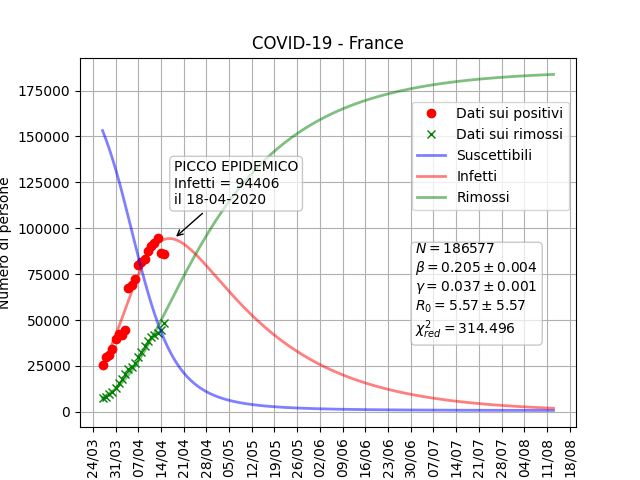 COVID-19 - France
Numero di persone
175000
150000
125000
100000
75000
50000
25000
0
PICCO EPIDEMICO
Infetti = 94406
il 18-04-2020
Dati sui positivi
Dati sui rimossi
Suscettibili
Infetti
Rimossi
N = 186577
β = 0.205 ± 0.004
γ = 0.037 ± 0.001
R₀ = 5.57 ± 5.57
χ²red = 314.496
24/03
31/03
07/04
14/04
21/04
28/04
05/05
12/05
19/05
26/05
02/06
09/06
16/06
23/06
30/06
07/07
14/07
21/07
28/07
04/08
11/08
18/08